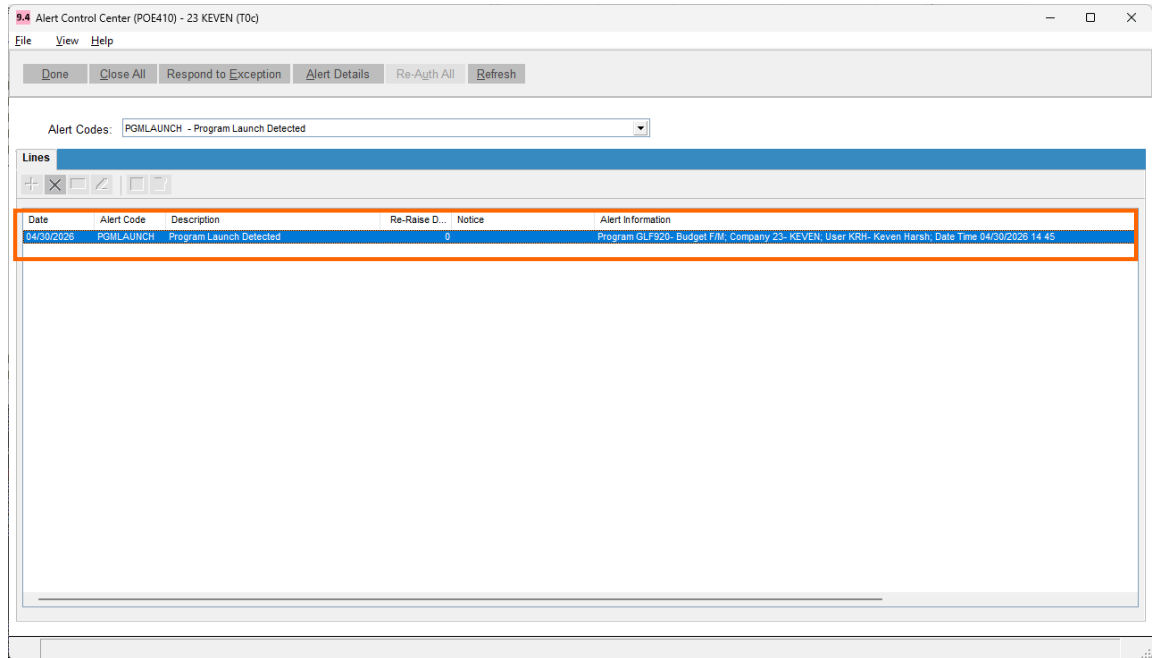 9.4 Alert Control Center (POE410) - 23 KEVEN (T0c)
File View Help
Done Close All Respond to Exception Alert Details Re-Auth All Refresh
Alert Codes: PGMLAUNCH - Program Launch Detected
Lines
Date Alert Code Description Re-Raise D... Notice Alert Information
04/30/2026 PGMLAUNCH Program Launch Detected 0 Program GLF920- Budget F/M; Company 23- KEVEN; User KRH- Keven Harsh; Date Time 04/30/2026 14 45